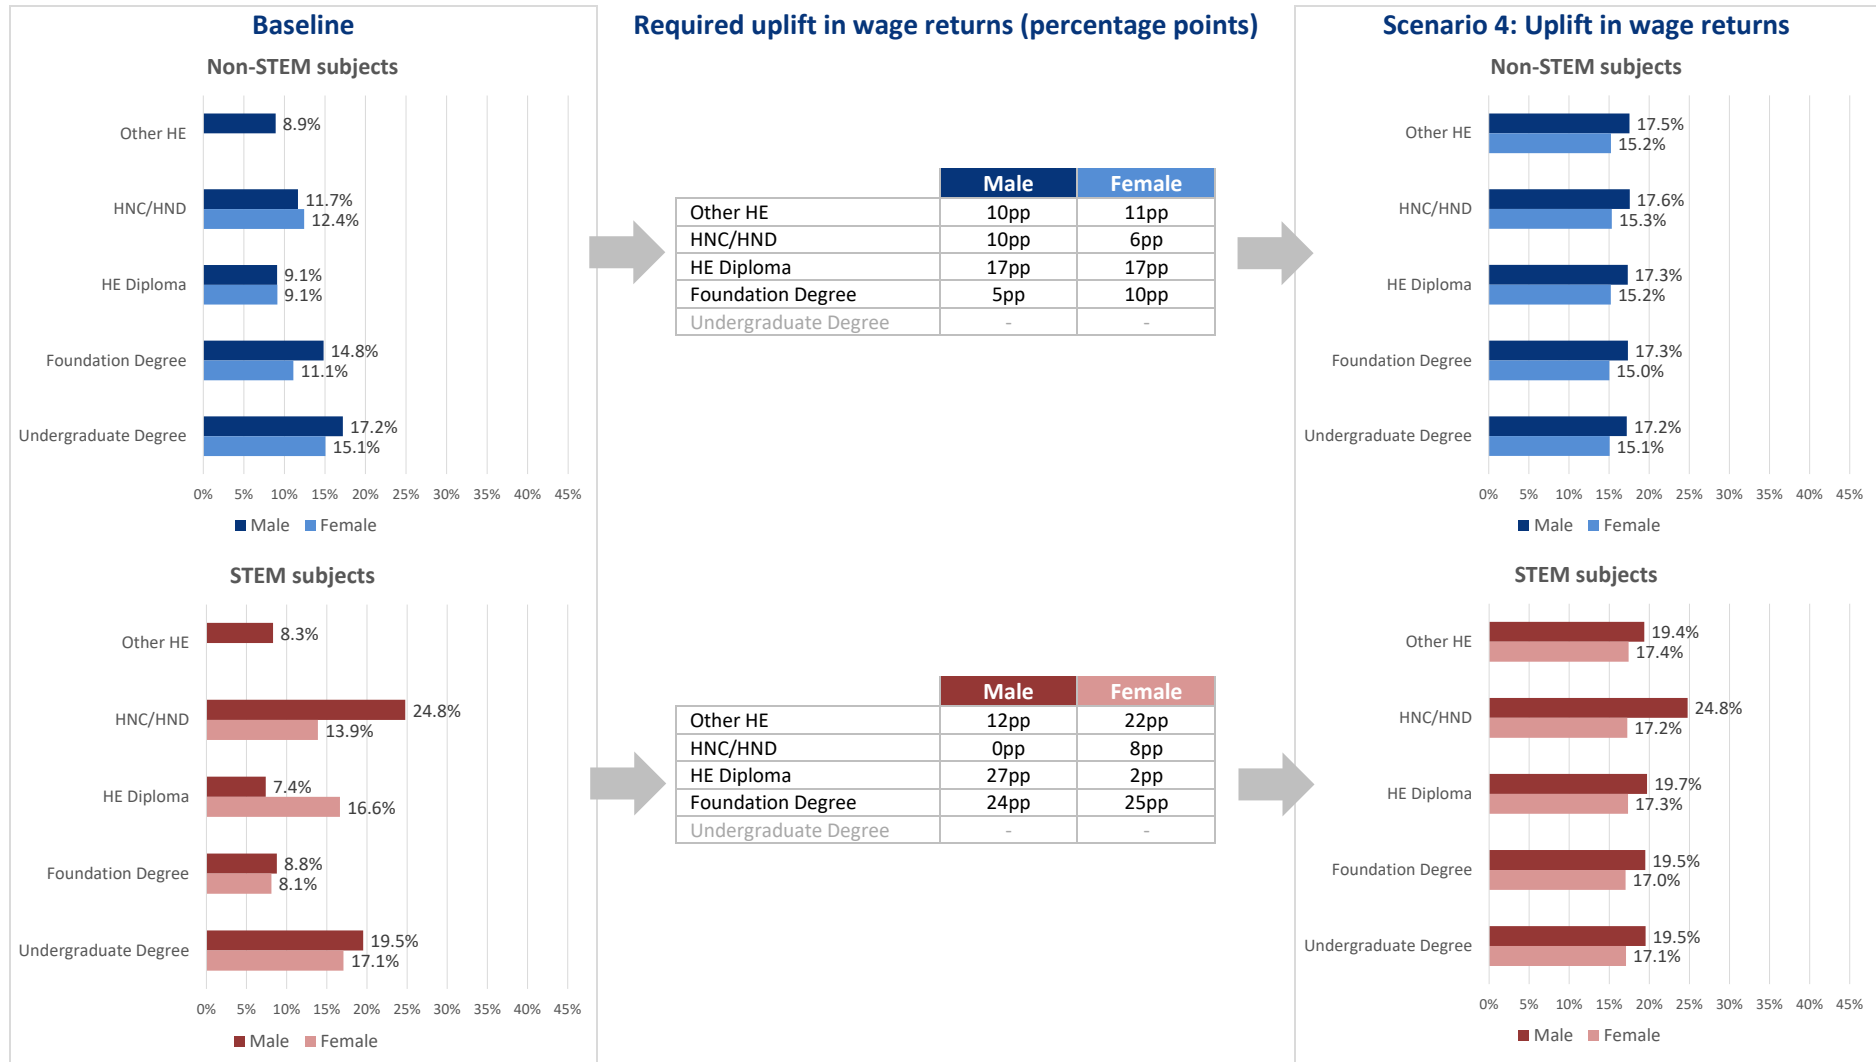 Baseline
Required uplift in wage returns (percentage points)
Scenario 4: Uplift in wage returns
Non-STEM subjects
Other HE
8.9%
HNC/HND
11.7%
12.4%
HE Diploma
9.1%
9.1%
Foundation Degree
14.8%
11.1%
Undergraduate Degree
17.2%
15.1%
0% 5% 10% 15% 20% 25% 30% 35% 40% 45%
Male Female
Male Female
Other HE 10pp 11pp
HNC/HND 10pp 6pp
HE Diploma 17pp 17pp
Foundation Degree 5pp 10pp
Undergraduate Degree - -
Non-STEM subjects
Other HE
17.5%
15.2%
HNC/HND
17.6%
15.3%
HE Diploma
17.3%
15.2%
Foundation Degree
17.3%
15.0%
Undergraduate Degree
17.2%
15.1%
0% 5% 10% 15% 20% 25% 30% 35% 40% 45%
Male Female
STEM subjects
Other HE
8.3%
HNC/HND
24.8%
13.9%
HE Diploma
7.4%
16.6%
Foundation Degree
8.8%
8.1%
Undergraduate Degree
19.5%
17.1%
0% 5% 10% 15% 20% 25% 30% 35% 40% 45%
Male Female
Male Female
Other HE 12pp 22pp
HNC/HND 0pp 8pp
HE Diploma 27pp 2pp
Foundation Degree 24pp 25pp
Undergraduate Degree - -
STEM subjects
Other HE
19.4%
17.4%
HNC/HND
24.8%
17.2%
HE Diploma
19.7%
17.3%
Foundation Degree
19.5%
17.0%
Undergraduate Degree
19.5%
17.1%
0% 5% 10% 15% 20% 25% 30% 35% 40% 45%
Male Female